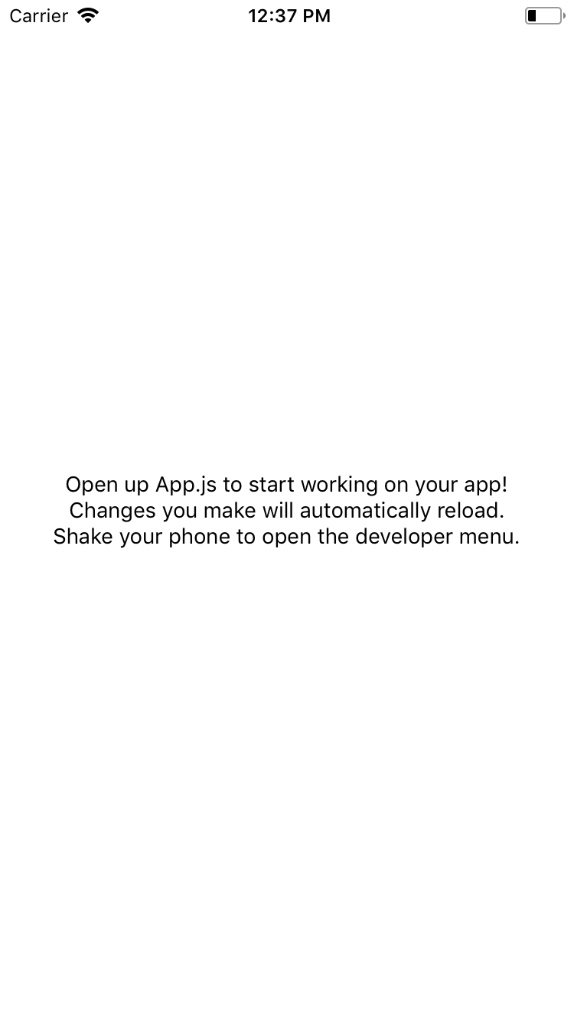 Carrier 12:37 PM
Open up App.js to start working on your app!
Changes you make will automatically reload.
Shake your phone to open the developer menu.